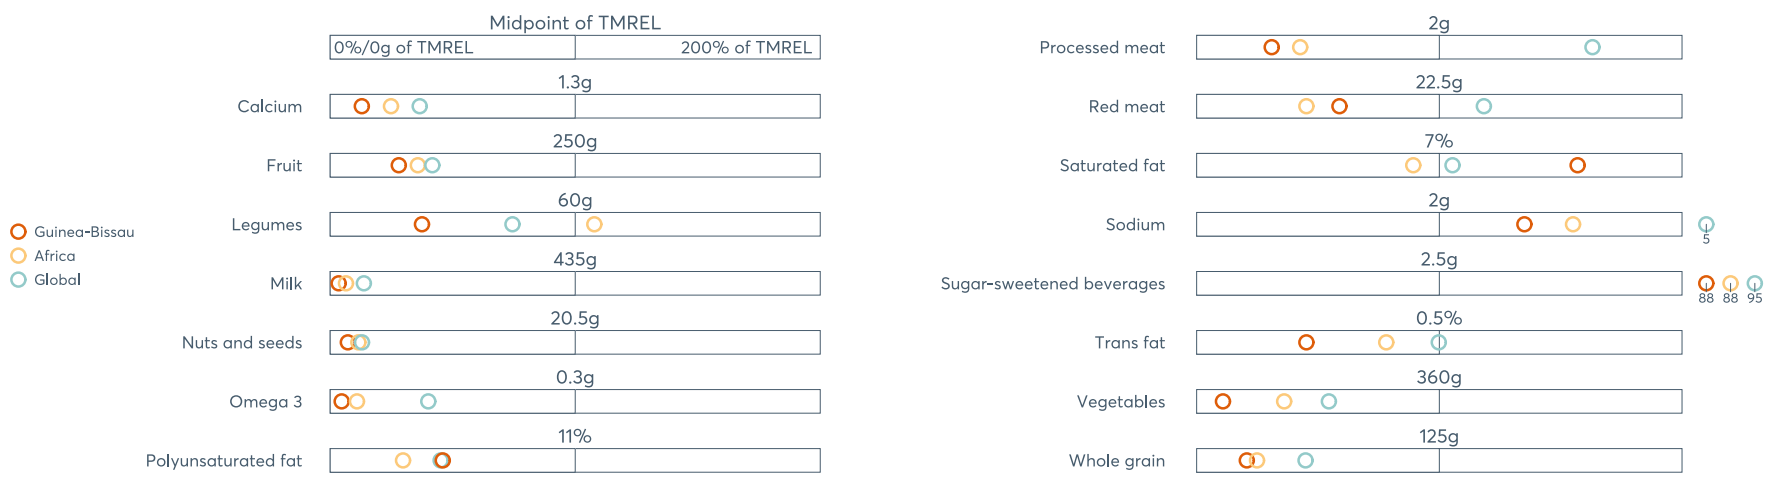 Midpoint of TMREL
0%/0g of TMREL 200% of TMREL
1.3g
Calcium
250g
Fruit
60g
Legumes
435g
Milk
20.5g
Nuts and seeds
0.3g
Omega 3
11%
Polyunsaturated fat
Guinea-Bissau
Africa
Global
2g
Processed meat
22.5g
Red meat
7%
Saturated fat
2g
Sodium
5
2.5g
Sugar-sweetened beverages
88 88 95
0.5%
Trans fat
360g
Vegetables
125g
Whole grain